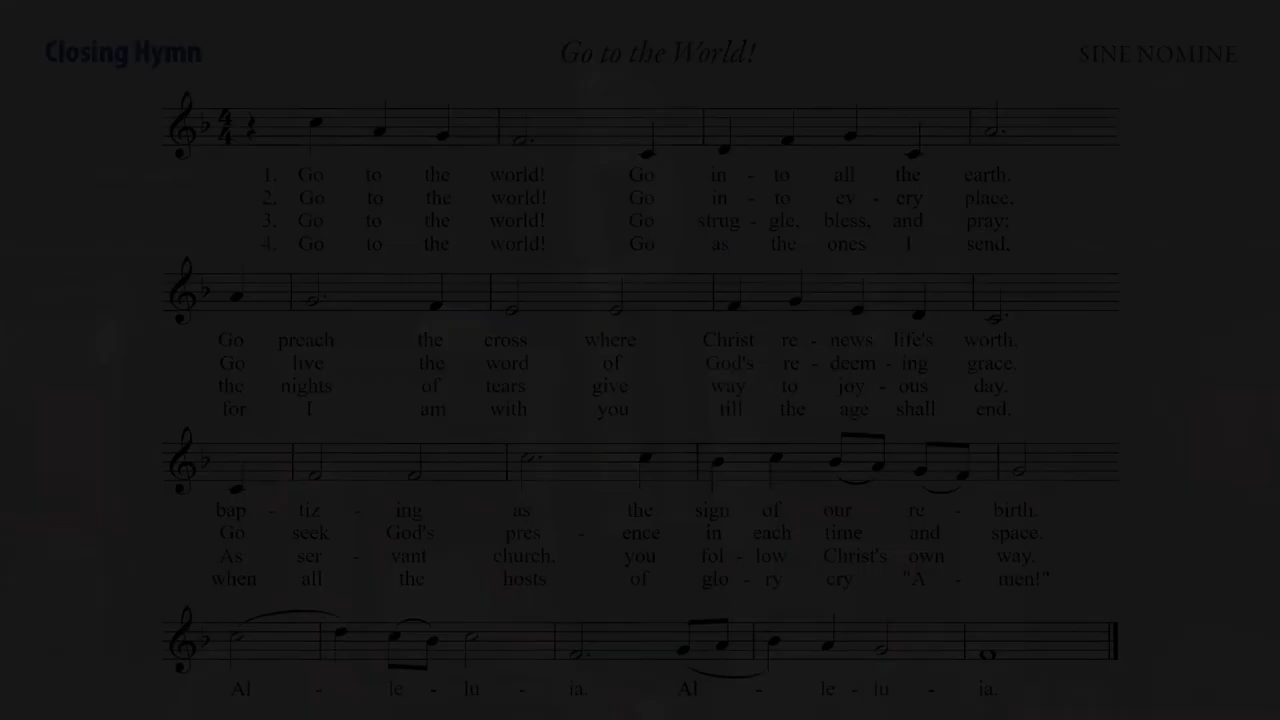 Closing Hymn Go to the World! SINE NOMINE
1. Go to the world! Go in - to all the earth.
2. Go to the world! Go in - to ev - ery place.
3. Go to the world! Go strug - gle, bless, and pray;
4. Go to the world! Go as the ones I send,
Go preach the cross where Christ re - news life's worth,
Go live the word of God's re - deem - ing grace.
the nights of tears give way to joy - ous day.
for I am with you till the age shall end,
bap - tiz - ing as the sign of our re - birth.
Go seek God's pres - ence in each time and space.
As ser - vant church, you fol - low Christ's own way.
when all the hosts of glo - ry cry "A - men!"
Al - le - lu - ia. Al - le - lu - ia.